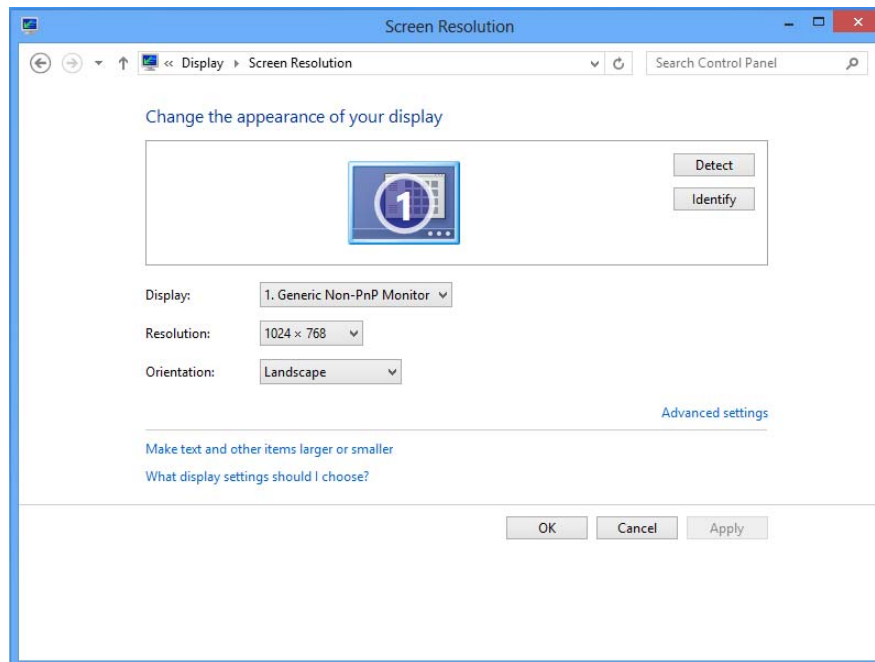 Screen Resolution
« Display Screen Resolution
Search Control Panel
Change the appearance of your display
1
Detect
Identify
Display: 1. Generic Non-PnP Monitor
Resolution: 1024 × 768
Orientation: Landscape
Advanced settings
Make text and other items larger or smaller
What display settings should I choose?
OK Cancel Apply